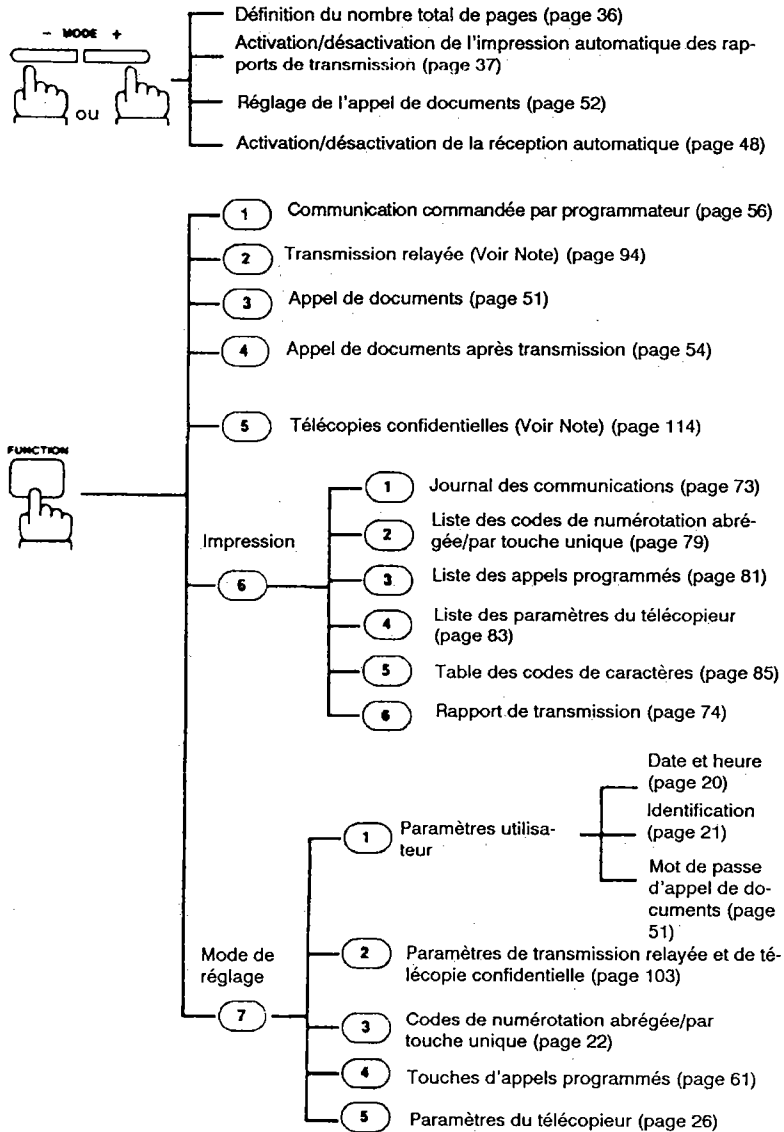 - MODE +
ou
Définition du nombre total de pages (page 36)
Activation/désactivation de l'impression automatique des rap-
ports de transmission (page 37)
Réglage de l'appel de documents (page 52)
Activation/désactivation de la réception automatique (page 48)
1 Communication commandée par programmateur (page 56)
2 Transmission relayée (Voir Note) (page 94)
3 Appel de documents (page 51)
4 Appel de documents après transmission (page 54)
5 Télécopies confidentielles (Voir Note) (page 114)
FUNCTION
Impression
6
1 Journal des communications (page 73)
2 Liste des codes de numérotation abré-
gée/par touche unique (page 79)
3 Liste des appels programmés (page 81)
4 Liste des paramètres du télécopieur
(page 83)
5 Table des codes de caractères (page 85)
6 Rapport de transmission (page 74)
Mode de
réglage
7
1 Paramètres utilisa-
teur
Date et heure
(page 20)
Identification
(page 21)
Mot de passe
d'appel de do-
cuments (page
51)
2 Paramètres de transmission relayée et de té-
lécopie confidentielle (page 103)
3 Codes de numérotation abrégée/par
touche unique (page 22)
4 Touches d'appels programmés (page 61)
5 Paramètres du télécopieur (page 26)